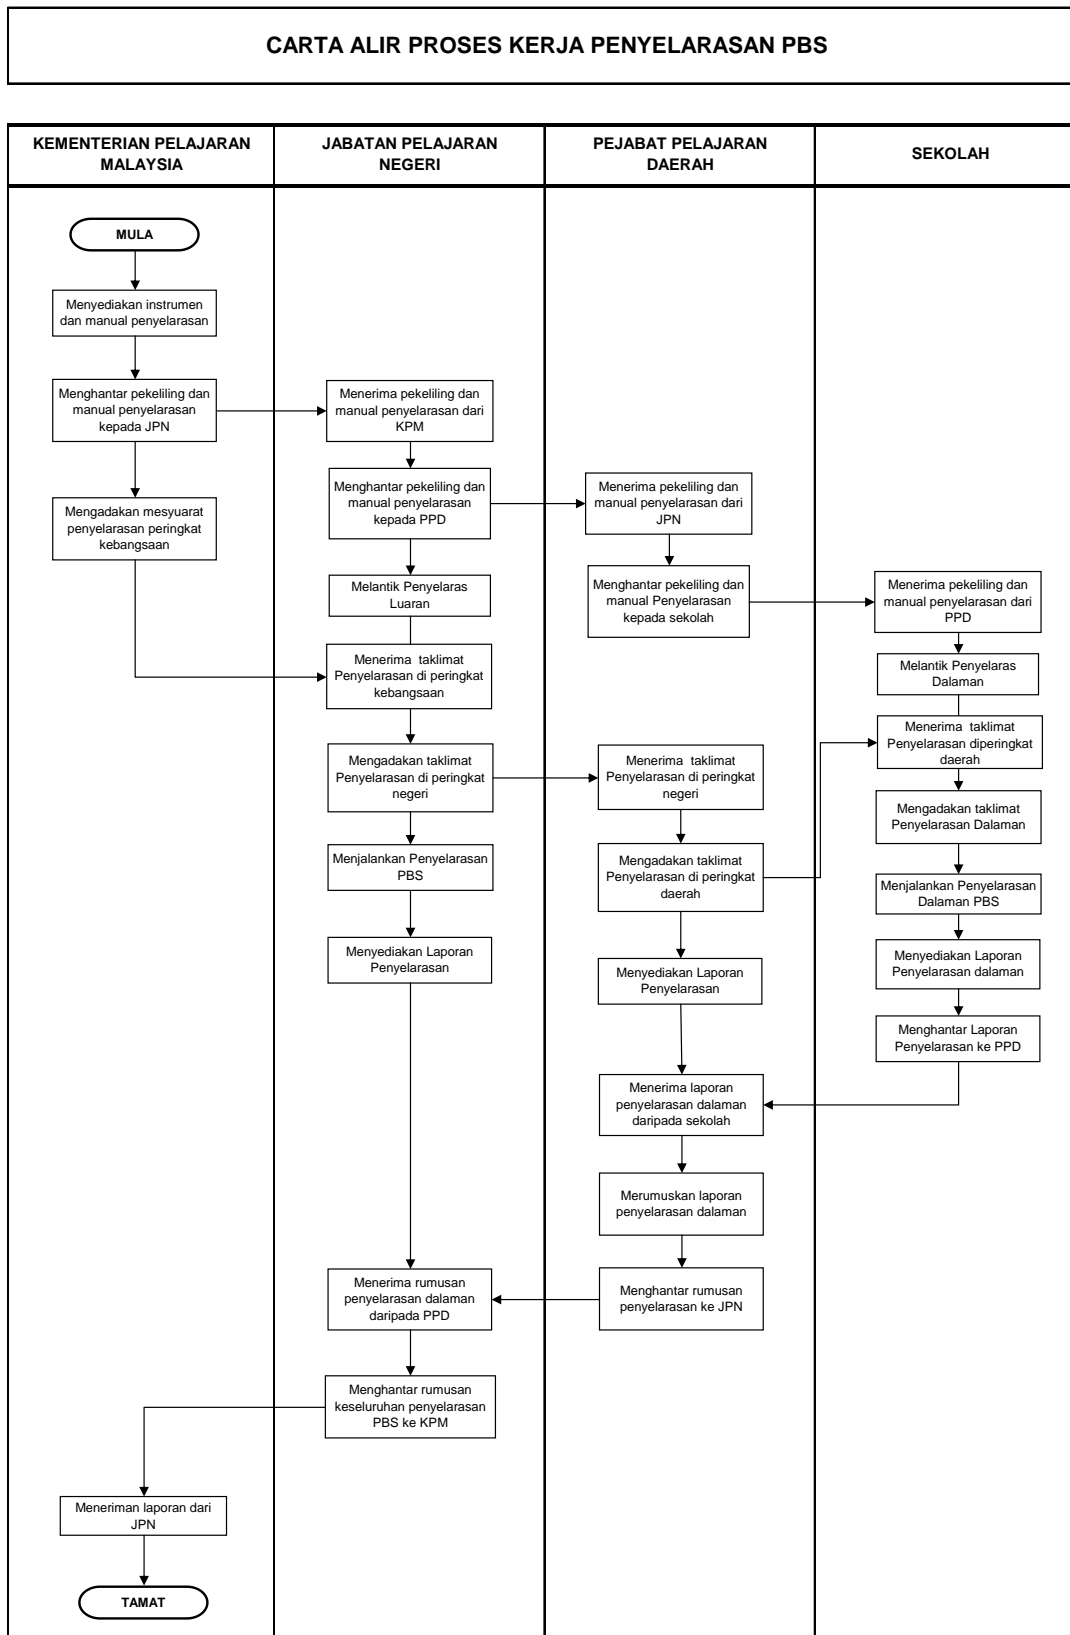 CARTA ALIR PROSES KERJA PENYELARASAN PBS
KEMENTERIAN PELAJARAN
MALAYSIA
JABATAN PELAJARAN
NEGERI
PEJABAT PELAJARAN
DAERAH
SEKOLAH
MULA
Menyediakan instrumen
dan manual penyelarasan
Menghantar pekeliling dan
manual penyelarasan
kepada JPN
Mengadakan mesyuarat
penyelarasan peringkat
kebangsaan
Menerima pekeliling dan
manual penyelarasan dari
KPM
Menghantar pekeliling dan
manual penyelarasan
kepada PPD
Melantik Penyelaras
Luaran
Menerima taklimat
Penyelarasan di peringkat
kebangsaan
Mengadakan taklimat
Penyelarasan di peringkat
negeri
Menjalankan Penyelarasan
PBS
Menyediakan Laporan
Penyelarasan
Menerima pekeliling dan
manual penyelarasan dari
JPN
Menghantar pekeliling dan
manual Penyelarasan
kepada sekolah
Menerima taklimat
Penyelarasan di peringkat
negeri
Mengadakan taklimat
Penyelarasan di peringkat
daerah
Menyediakan Laporan
Penyelarasan
Menerima pekeliling dan
manual penyelarasan dari
PPD
Melantik Penyelaras
Dalaman
Menerima taklimat
Penyelarasan diperingkat
daerah
Mengadakan taklimat
Penyelarasan Dalaman
Menjalankan Penyelarasan
Dalaman PBS
Menyediakan Laporan
Penyelarasan dalaman
Menghantar Laporan
Penyelarasan ke PPD
Menerima laporan
penyelarasan dalaman
daripada sekolah
Merumuskan laporan
penyelarasan dalaman
Menghantar rumusan
penyelarasan ke JPN
Menerima rumusan
penyelarasan dalaman
daripada PPD
Menghantar rumusan
keseluruhan penyelarasan
PBS ke KPM
Meneriman laporan dari
JPN
TAMAT